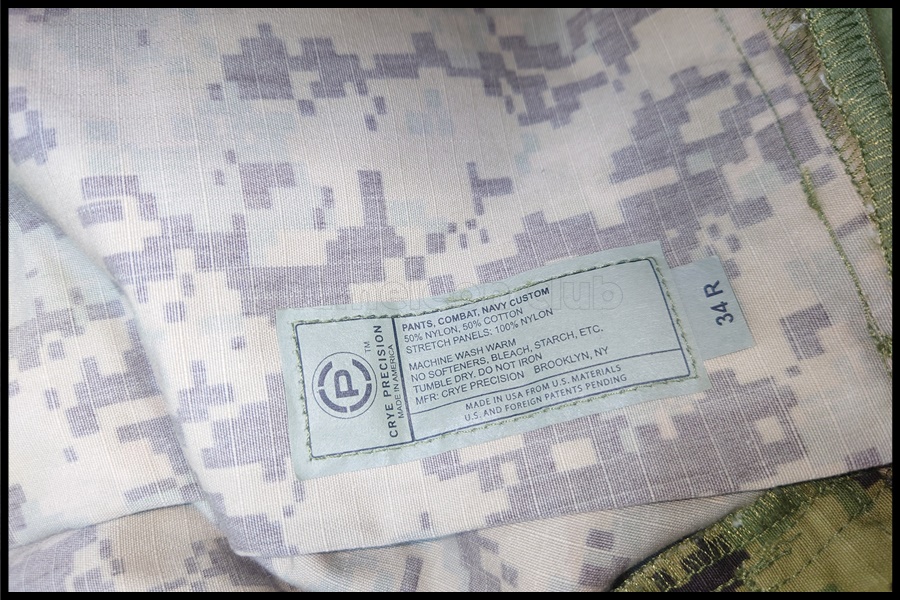 P
TM
CRYE PRECISION
MADE IN AMERICA
PANTS, COMBAT, NAVY CUSTOM
50% NYLON, 50% COTTON
STRETCH PANELS: 100% NYLON
MACHINE WASH WARM
NO SOFTENERS, BLEACH, STARCH, ETC.
TUMBLE DRY. DO NOT IRON
MFR: CRYE PRECISION BROOKLYN, NY
MADE IN USA FROM U.S. MATERIALS
U.S. AND FOREIGN PATENTS PENDING
34 R